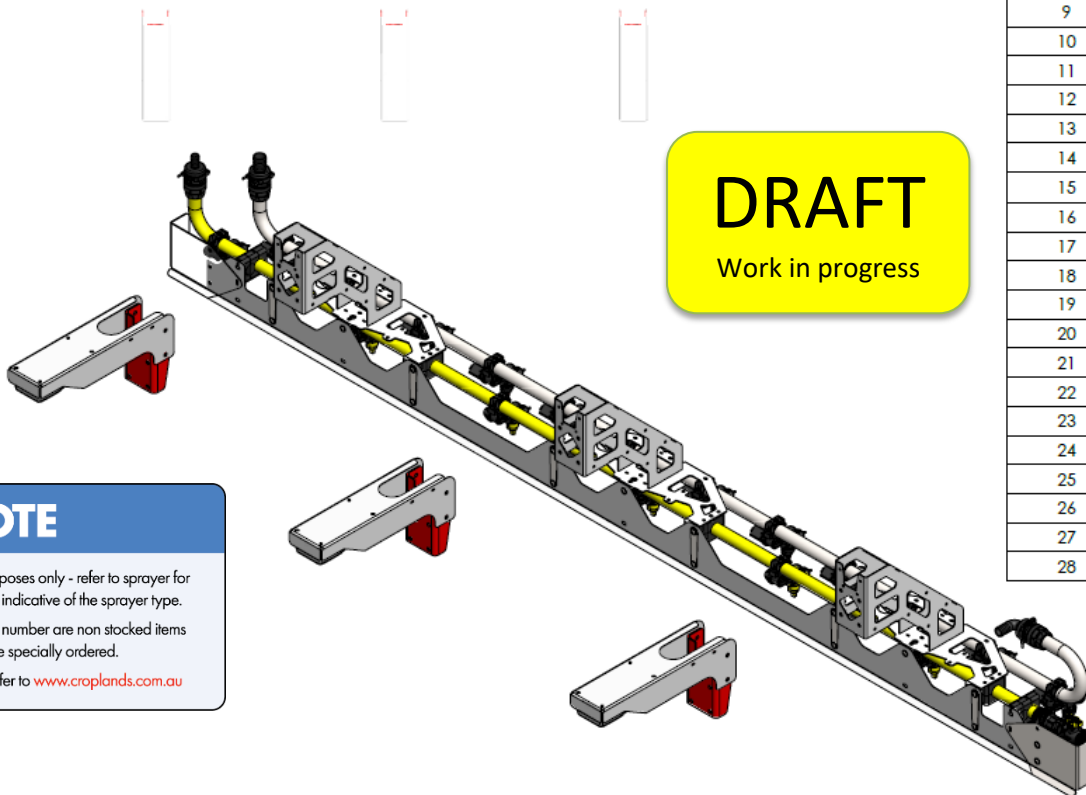 9
10
11
12
13
14
15
16
17
18
19
20
21
22
23
24
25
26
27
28
DRAFT
Work in progress
OTE
poses only - refer to sprayer for
indicative of the sprayer type.
number are non stocked items
e specially ordered.
fer to www.croplands.com.au